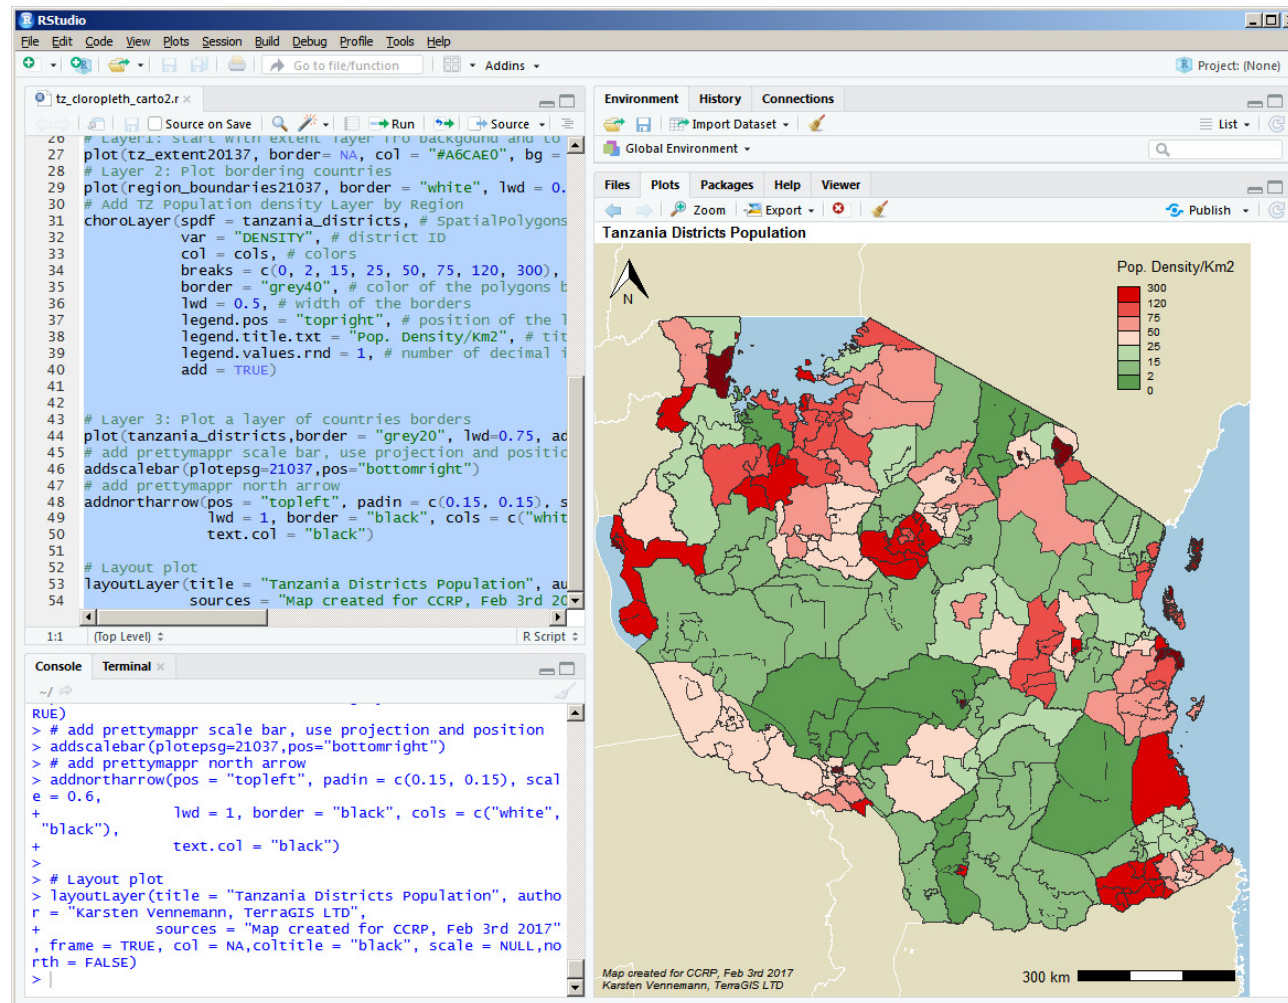 RStudio
File Edit Code View Plots Session Build Debug Profile Tools Help
Go to file/function Addins Project: (None)
tz_cloropleth_carto2.r
Source on Save Run Source
26 # Layer1: Start with extent layer fro backgound and to
27 plot(tz_extent20137, border= NA, col = "#A6CAE0", bg =
28 # Layer 2: Plot bordering countries
29 plot(region_boundaries21037, border = "white", lwd = 0.
30 # Add TZ Population density Layer by Region
31 choroLayer(spdf = tanzania_districts, # SpatialPolygons
32 var = "DENSITY", # district ID
33 col = cols, # colors
34 breaks = c(0, 2, 15, 25, 50, 75, 120, 300),
35 border = "grey40", # color of the polygons b
36 lwd = 0.5, # width of the borders
37 legend.pos = "topright", # position of the l
38 legend.title.txt = "Pop. Density/Km2", # tit
39 legend.values.rnd = 1, # number of decimal i
40 add = TRUE)
41
42
43 # Layer 3: Plot a layer of countries borders
44 plot(tanzania_districts,border = "grey20", lwd=0.75, ad
45 # add prettymappr scale bar, use projection and positio
46 addscalebar(plotepsg=21037,pos="bottomright")
47 # add prettymappr north arrow
48 addnortharrow(pos = "topleft", padin = c(0.15, 0.15), s
49 lwd = 1, border = "black", cols = c("whit
50 text.col = "black")
51
52 # Layout plot
53 layoutLayer(title = "Tanzania Districts Population", au
54 sources = "Map created for CCRP, Feb 3rd 20
1:1 (Top Level) R Script
Console Terminal
~/
RUE)
> # add prettymappr scale bar, use projection and position
> addscalebar(plotepsg=21037,pos="bottomright")
> # add prettymappr north arrow
> addnortharrow(pos = "topleft", padin = c(0.15, 0.15), scal
e = 0.6,
+ lwd = 1, border = "black", cols = c("white",
"black"),
+ text.col = "black")
>
> # Layout plot
> layoutLayer(title = "Tanzania Districts Population", autho
r = "Karsten Vennemann, TerraGIS LTD",
+ sources = "Map created for CCRP, Feb 3rd 2017"
, frame = TRUE, col = NA,coltitle = "black", scale = NULL,no
rth = FALSE)
>
Environment History Connections
Import Dataset List
Global Environment
Files Plots Packages Help Viewer
Zoom Export Publish
Tanzania Districts Population
N
Pop. Density/Km2
300
120
75
50
25
15
2
0
Map created for CCRP, Feb 3rd 2017
Karsten Vennemann, TerraGIS LTD
300 km